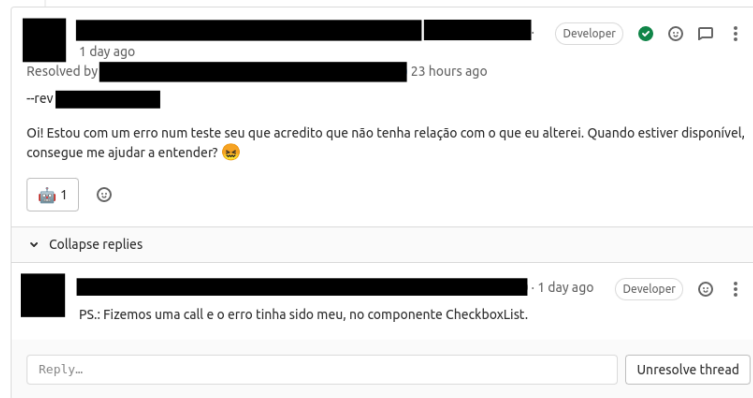 Developer
1 day ago
Resolved by
23 hours ago
--rev
Oi! Estou com um erro num teste seu que acredito que não tenha relação com o que eu alterei. Quando estiver disponível,
consegue me ajudar a entender? 😖
🤖 1
Collapse replies
· 1 day ago
Developer
PS.: Fizemos uma call e o erro tinha sido meu, no componente CheckboxList.
Reply…
Unresolve thread